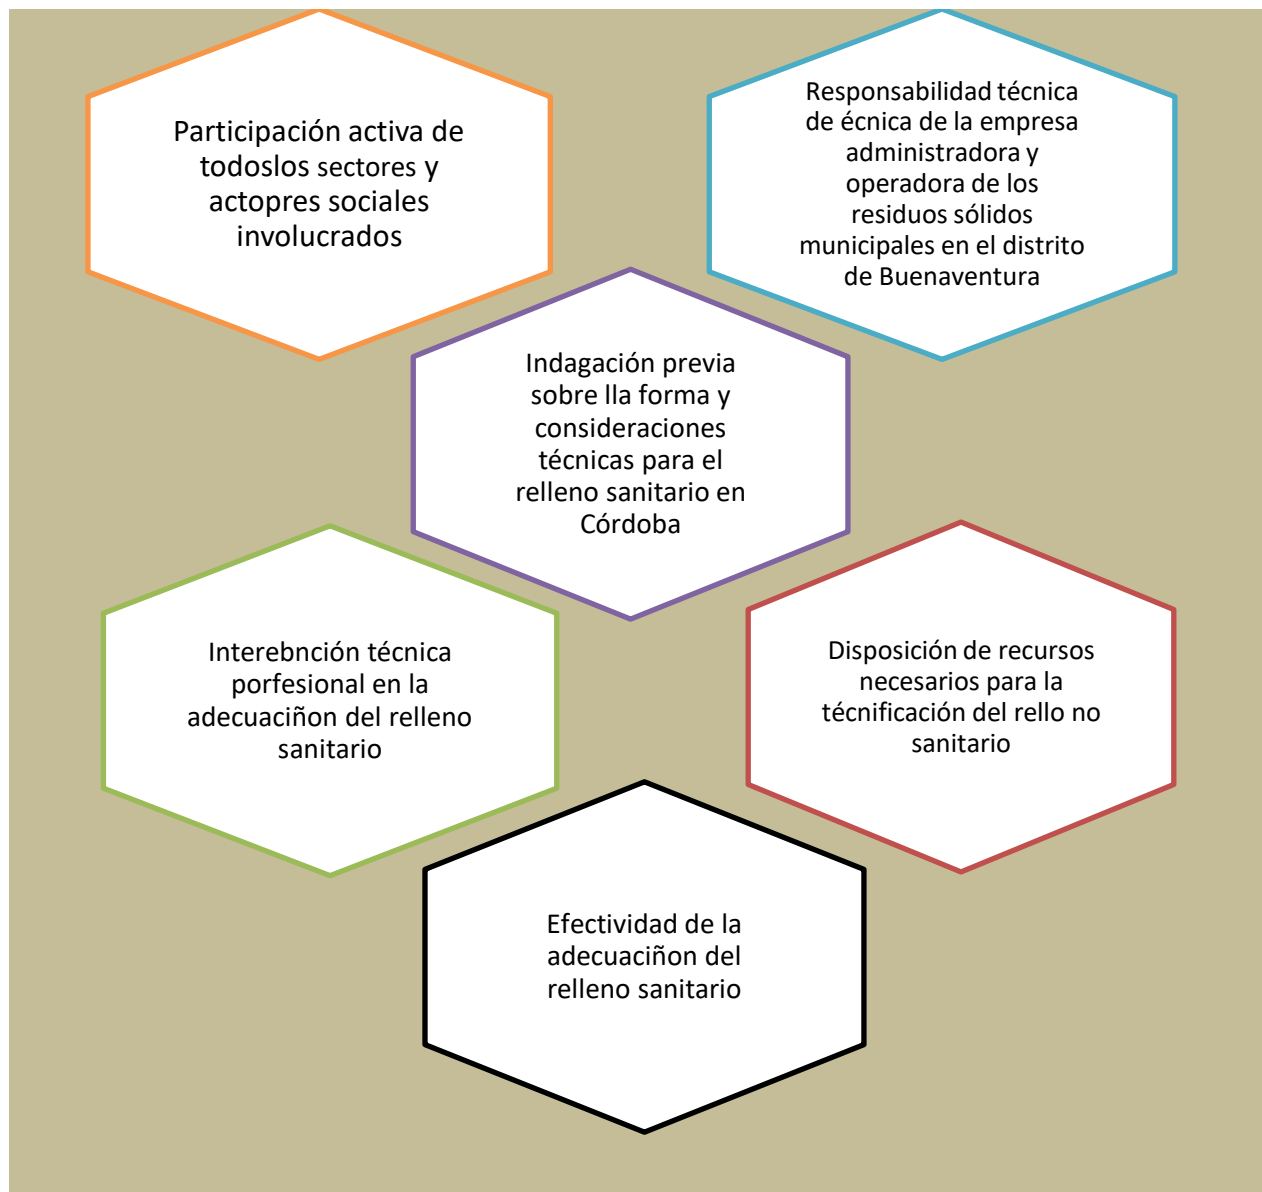 Participación activa de
todoslos sectores y
actopres sociales
involucrados
Responsabilidad técnica
de écnica de la empresa
administradora y
operadora de los
residuos sólidos
municipales en el distrito
de Buenaventura
Indagación previa
sobre lla forma y
consideraciones
técnicas para el
relleno sanitario en
Córdoba
Interebnción técnica
porfesional en la
adecuaciñon del relleno
sanitario
Disposición de recursos
necesarios para la
técnificación del rello no
sanitario
Efectividad de la
adecuaciñon del
relleno sanitario